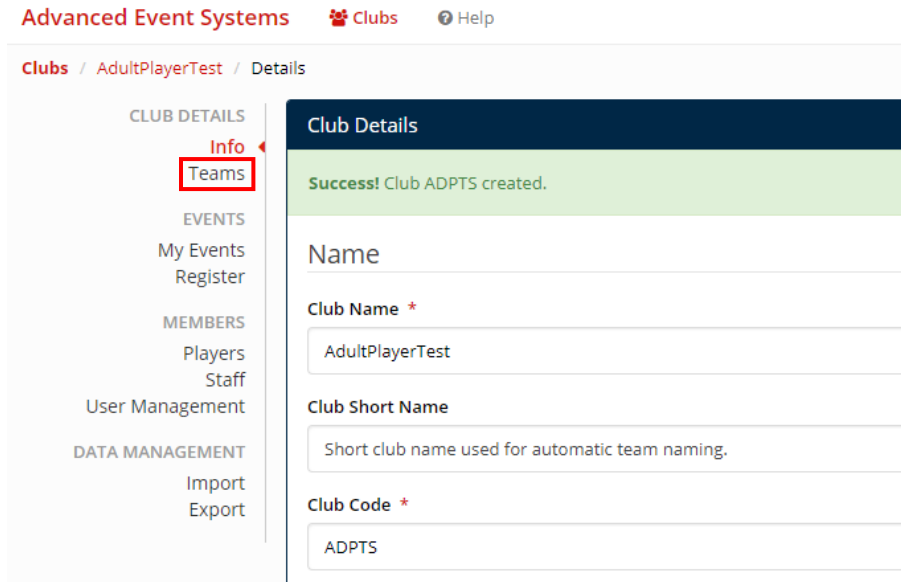 Advanced Event Systems Clubs Help
Clubs / AdultPlayerTest / Details
CLUB DETAILS
Info
Teams
EVENTS
My Events
Register
MEMBERS
Players
Staff
User Management
DATA MANAGEMENT
Import
Export
Club Details
Success! Club ADPTS created.
Name
Club Name *
AdultPlayerTest
Club Short Name
Short club name used for automatic team naming.
Club Code *
ADPTS